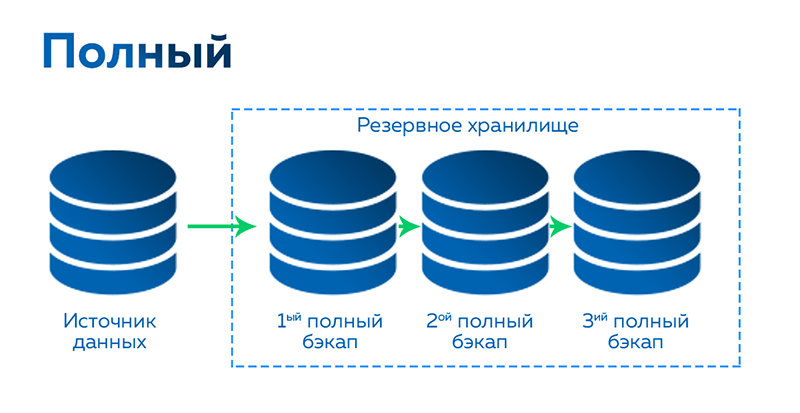 Полный
Резервное хранилище
Источник
данных
1ый полный
бэкап
2ой полный
бэкап
3ий полный
бэкап